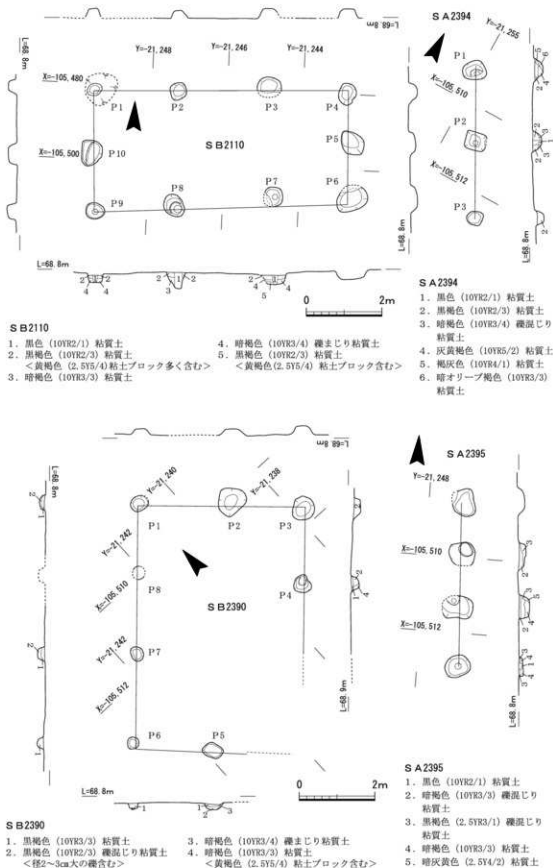 L=68.8m
SA2394
L=68.8m
Y=-21,248
Y=-21,246
Y=-21,244
Y=-21,255
X=-105,480
P1
P2
P3
P4
P1
X=-105,510
SB2110
P5
P2
X=-105,500
P10
X=-105,512
P9
P8
P7
P6
P3
L=68.8m
L=68.8m
L=68.8m
0 2m
SA2394
1. 黒色 (10YR2/1) 粘質土
2. 黒褐色 (10YR2/3) 粘質土
3. 暗褐色 (10YR3/4) 礫混じり
粘質土
4. 灰黄褐色 (10YR5/2) 粘質土
5. 褐灰色 (10YR4/1) 粘質土
6. 暗オリーブ褐色 (10YR3/3)
粘質土
SB2110
1. 黒色 (10YR2/1) 粘質土
2. 黒褐色 (10YR2/3) 粘質土
<黄褐色 (2.5Y5/4) 粘土ブロック多く含む>
3. 暗褐色 (10YR3/3) 粘質土
4. 暗褐色 (10YR3/4) 礫まじり粘質土
5. 黒褐色 (10YR2/3) 粘質土
<黄褐色 (2.5Y5/4) 粘土ブロック含む>
L=68.8m
SA2395
L=68.8m
Y=-21,240
Y=-21,238
Y=-21,248
P1
P2
P3
Y=-21,242
X=-105,510
P8
X=-105,510
SB2390
P4
Y=-21,242
P7
X=-105,512
X=-105,512
P6
P5
L=68.9m
L=68.8m
L=68.8m
0 2m
SB2390
1. 黒褐色 (10YR3/3) 粘質土
2. 黒褐色 (10YR2/3) 礫混じり粘質土
<径2~3cm大の礫含む>
3. 暗褐色 (10YR3/4) 礫まじり粘質土
4. 暗褐色 (10YR3/3) 粘質土
<黄褐色 (2.5Y5/4) 粘土ブロック含む>
SA2395
1. 黒色 (10YR2/1) 粘質土
2. 暗褐色 (10YR3/3) 礫混じり
粘質土
3. 黒褐色 (2.5YR3/1) 礫混じり
粘質土
4. 暗褐色 (10YR3/3) 粘質土
5. 暗灰黄色 (2.5Y4/2) 粘質土